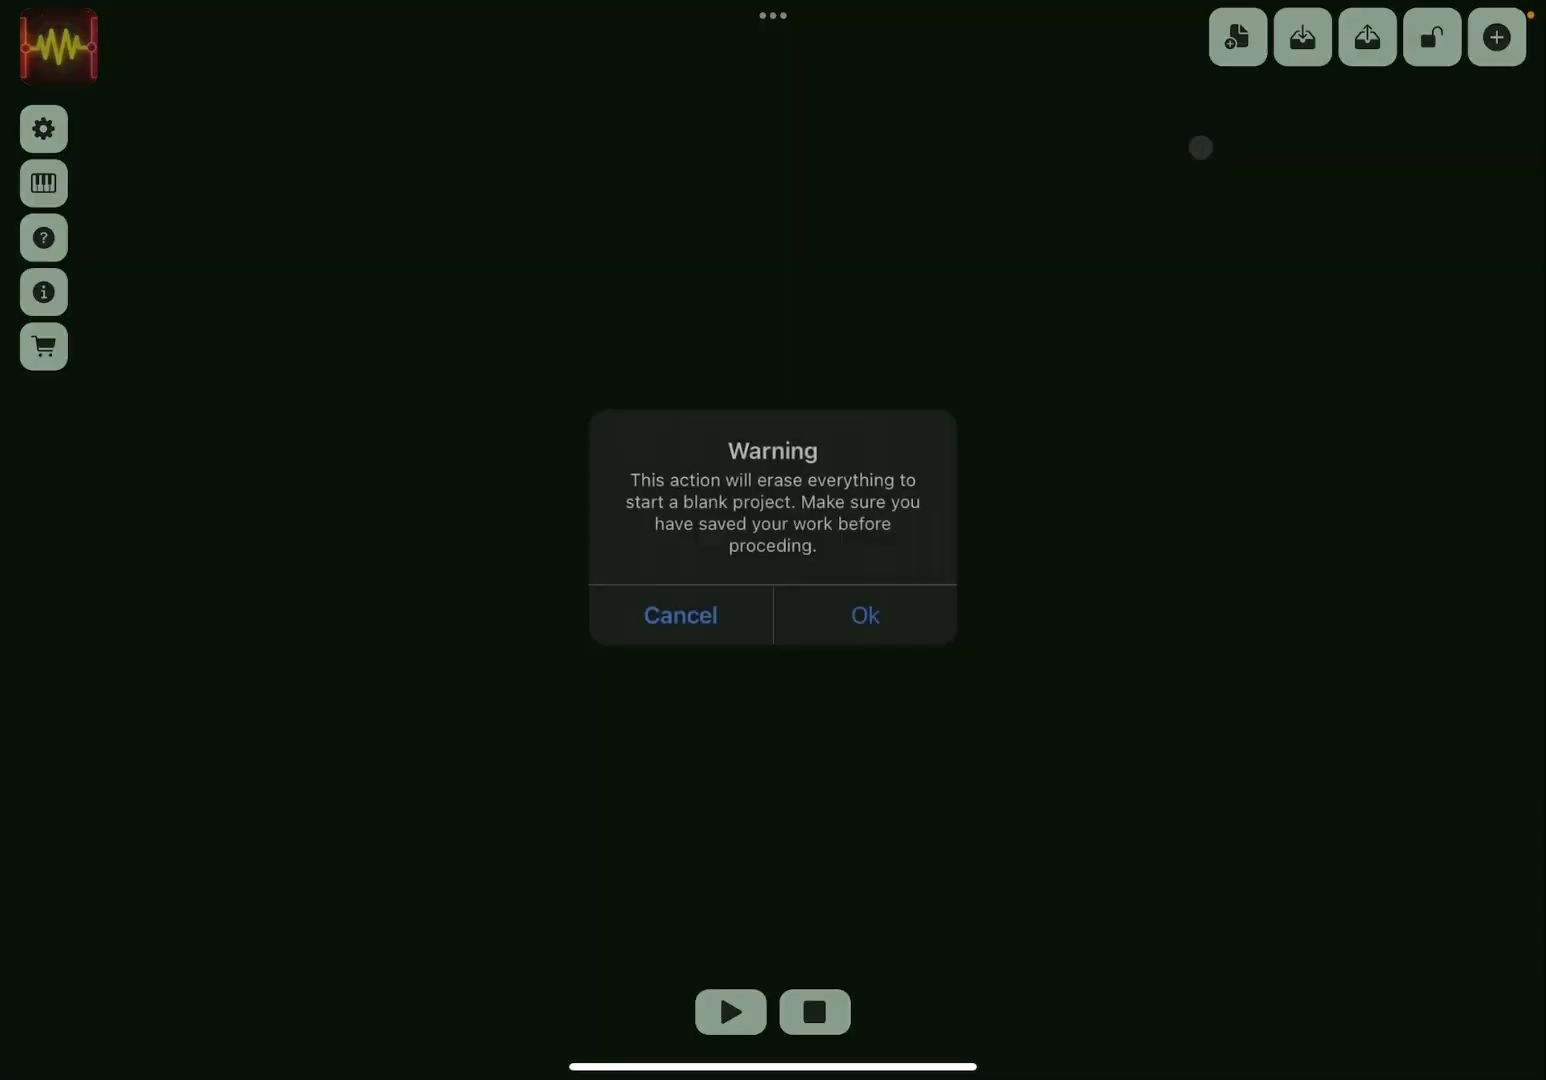 Warning
This action will erase everything to
start a blank project. Make sure you
have saved your work before
proceding.
Cancel
Ok